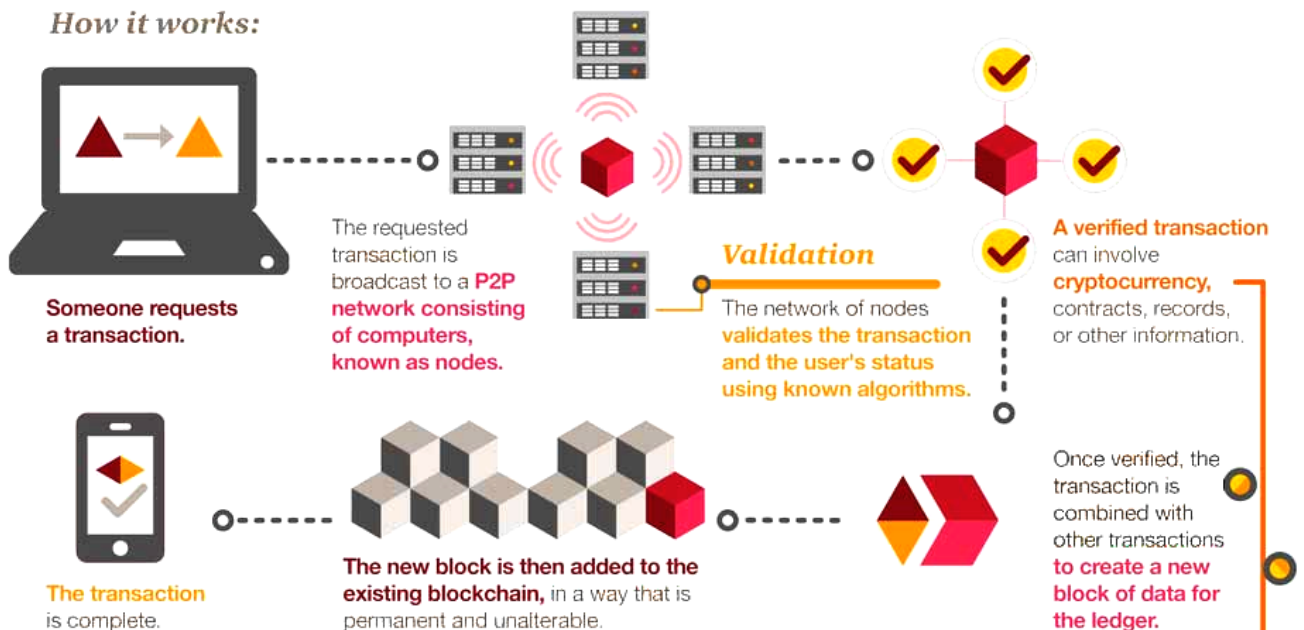 How it works:
Someone requests
a transaction.
The requested
transaction is
broadcast to a P2P
network consisting
of computers,
known as nodes.
Validation
The network of nodes
validates the transaction
and the user's status
using known algorithms.
A verified transaction
can involve
cryptocurrency,
contracts, records,
or other information.
Once verified, the
transaction is
combined with
other transactions
to create a new
block of data for
the ledger.
The new block is then added to the
existing blockchain, in a way that is
permanent and unalterable.
The transaction
is complete.